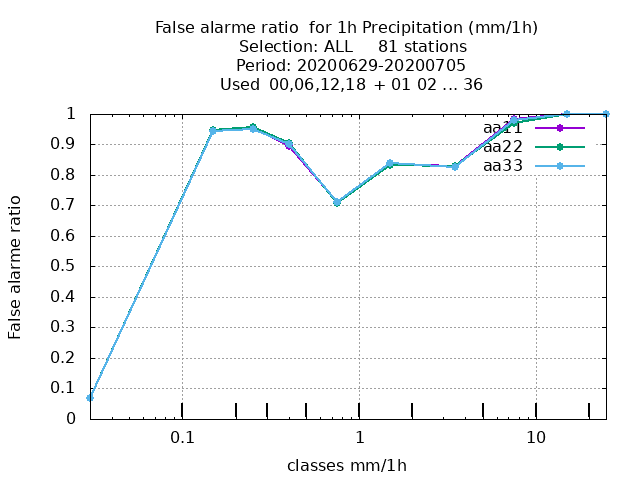 False alarme ratio  for 1h Precipitation (mm/1h)
Selection: ALL     81 stations
Period: 20200629-20200705
Used  00,06,12,18  + 01 02 ... 36
1
0.9
0.8
0.7
0.6
0.5
0.4
0.3
0.2
0.1
0
False alarme ratio
aa11
aa22
aa33
0.1 1 10
classes mm/1h